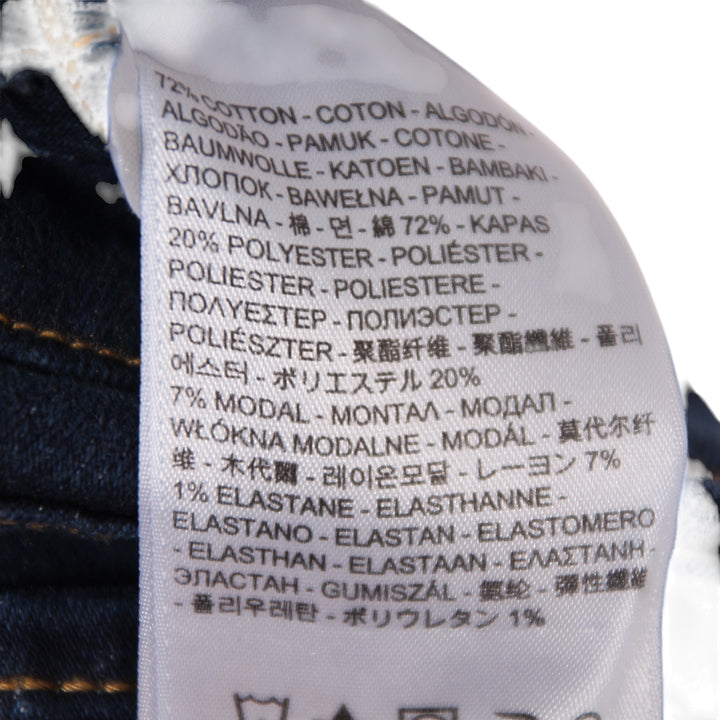 72% COTTON - COTON - ALGODÓN -
ALGODÃO - PAMUK - COTONE -
BAUMWOLLE - KATOEN - BAMBAKI -
ХЛОПОК - BAWEŁNA - PAMUT -
BAVLNA - 棉 - 면 - 綿 72% - KAPAS
20% POLYESTER - POLIÉSTER -
POLIESTER - POLIESTERE -
ΠΟΛΥΕΣΤΕΡ - ПОЛИЭСТЕР -
POLIÉSZTER - 聚酯纤维 - 聚酯纖維 - 폴리
에스터 - ポリエステル 20%
7% MODAL - ΜΟΝΤΑΛ - МОДАЛ -
WŁÓKNA MODALNE - MODÁL - 莫代尔纤
维 - 木代爾 - 레이온모달 - レーヨン 7%
1% ELASTANE - ELASTHANNE -
ELASTANO - ELASTAN - ELASTOMERO
- ELASTHAN - ELASTAAN - ΕΛΑΣΤΑΝΗ -
ЭЛАСТАН - GUMISZÁL - 氨纶 - 彈性纖維
- 폴리우레탄 - ポリウレタン 1%